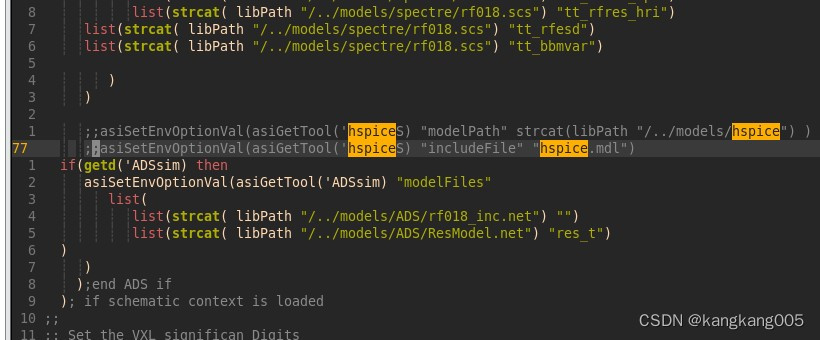 8 list(strcat( libPath "/../models/spectre/rf018.scs") "tt_rfres_hri")
7 list(strcat( libPath "/../models/spectre/rf018.scs") "tt_rfesd")
6 list(strcat( libPath "/../models/spectre/rf018.scs") "tt_bbmvar")
5
4 )
3 )
2
1 ;;asiSetEnvOptionVal(asiGetTool('hspiceS) "modelPath" strcat(libPath "/../models/hspice") )
77 ;;asiSetEnvOptionVal(asiGetTool('hspiceS) "includeFile" "hspice.mdl")
1 if(getd('ADSsim) then
2 asiSetEnvOptionVal(asiGetTool('ADSsim) "modelFiles"
3 list(
4 list(strcat( libPath "/../models/ADS/rf018_inc.net") "")
5 list(strcat( libPath "/../models/ADS/ResModel.net") "res_t")
6 )
7 )
8 );end ADS if
9 ); if schematic context is loaded
10 ;;
11 ;; Set the VXL significan Digits
CSDN @kangkang005